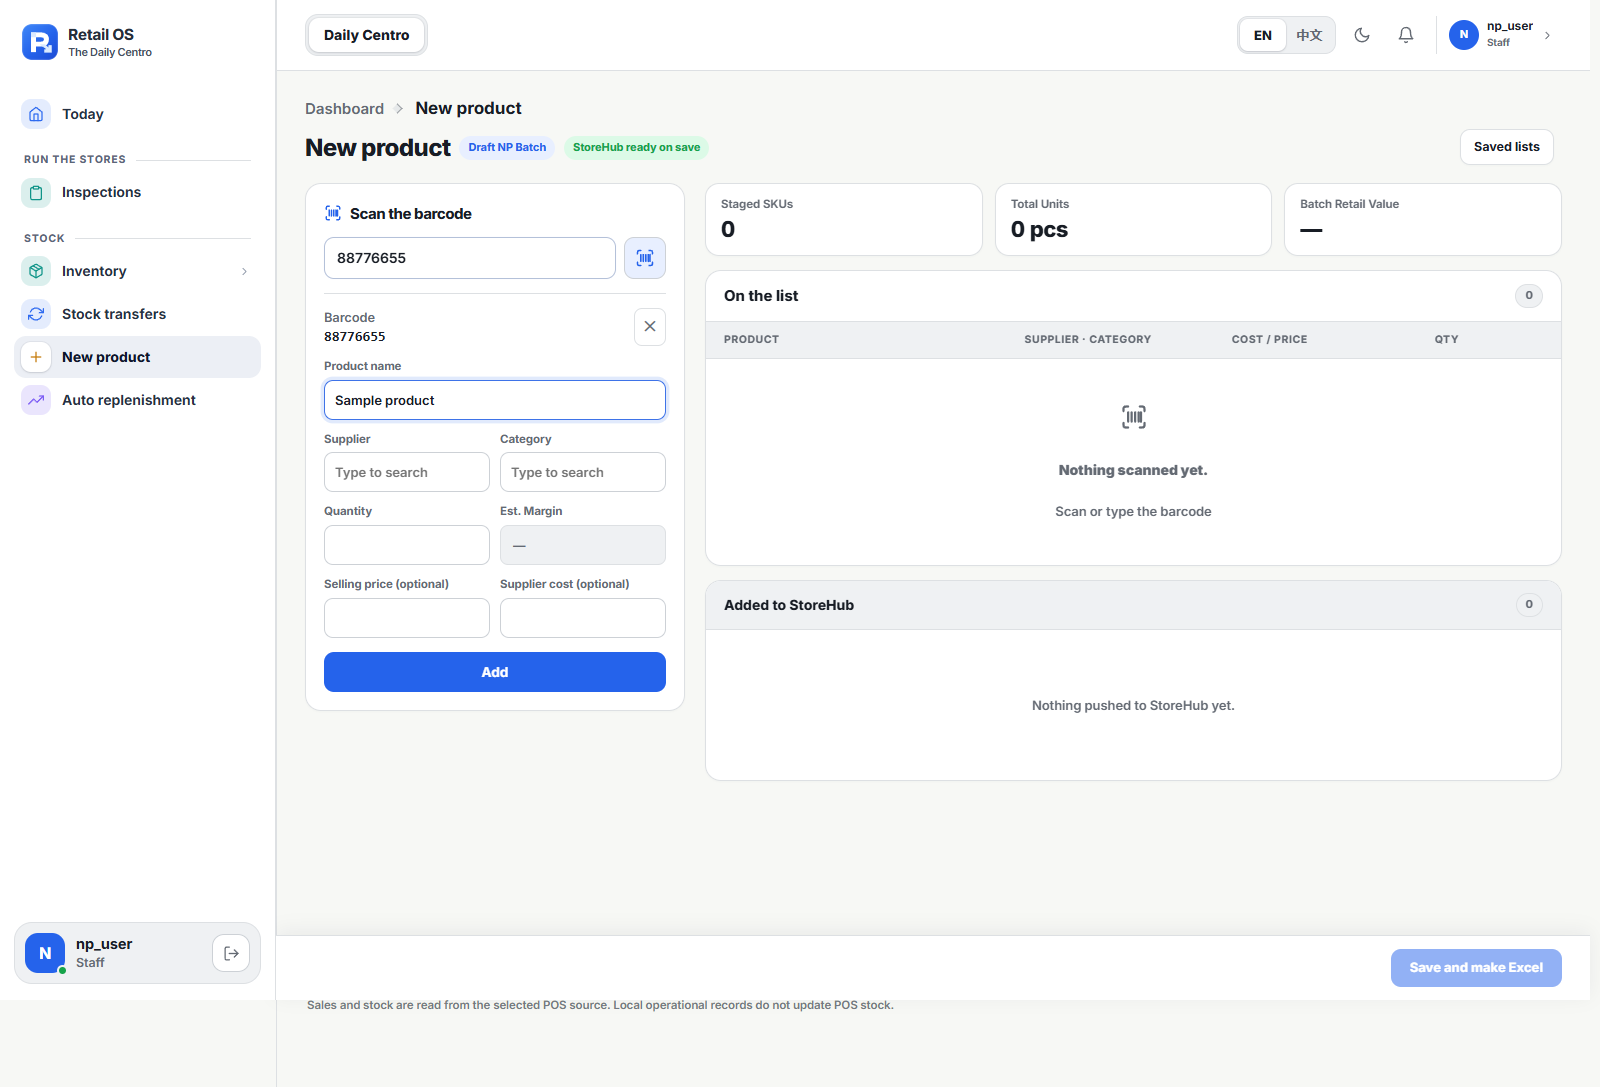 Retail OS
The Daily Centro
Today
RUN THE STORES
Inspections
STOCK
Inventory
Stock transfers
New product
Auto replenishment
N
np_user
Staff
Daily Centro
EN
中文
N
np_user
Staff
Dashboard
New product
New product
Draft NP Batch
StoreHub ready on save
Saved lists
Scan the barcode
88776655
Barcode
88776655
Product name
Sample product
Supplier
Category
Type to search
Type to search
Quantity
Est. Margin
—
Selling price (optional)
Supplier cost (optional)
Add
Staged SKUs
0
Total Units
0 pcs
Batch Retail Value
—
On the list
0
PRODUCT
SUPPLIER · CATEGORY
COST / PRICE
QTY
Nothing scanned yet.
Scan or type the barcode
Added to StoreHub
0
Nothing pushed to StoreHub yet.
Save and make Excel
Sales and stock are read from the selected POS source. Local operational records do not update POS stock.